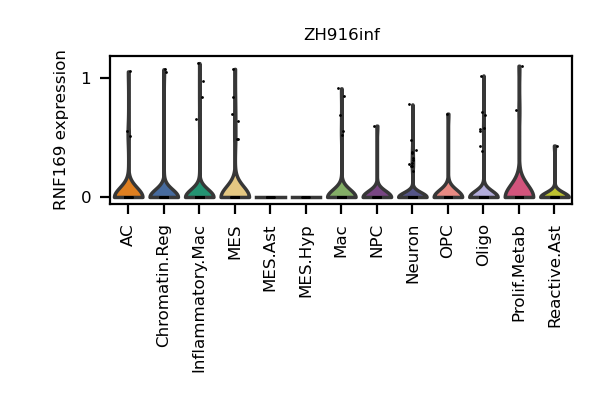 ZH916inf
RNF169 expression
1
0
AC
Chromatin.Reg
Inflammatory.Mac
MES
MES.Ast
MES.Hyp
Mac
NPC
Neuron
OPC
Oligo
Prolif.Metab
Reactive.Ast